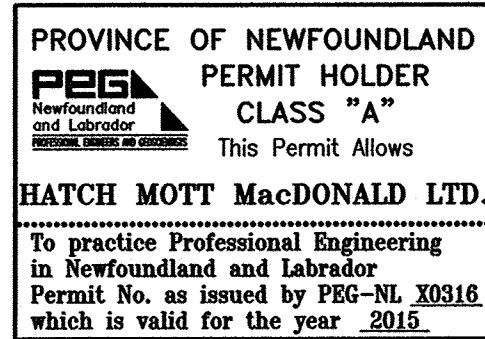 PROVINCE OF NEWFOUNDLAND
PERMIT HOLDER
CLASS "A"
This Permit Allows
PEG
Newfoundland
and Labrador
PROFESSIONAL ENGINEERS AND GEOSCIENTISTS
HATCH MOTT MacDONALD LTD.
To practice Professional Engineering
in Newfoundland and Labrador
Permit No. as issued by PEG-NL X0316
which is valid for the year 2015